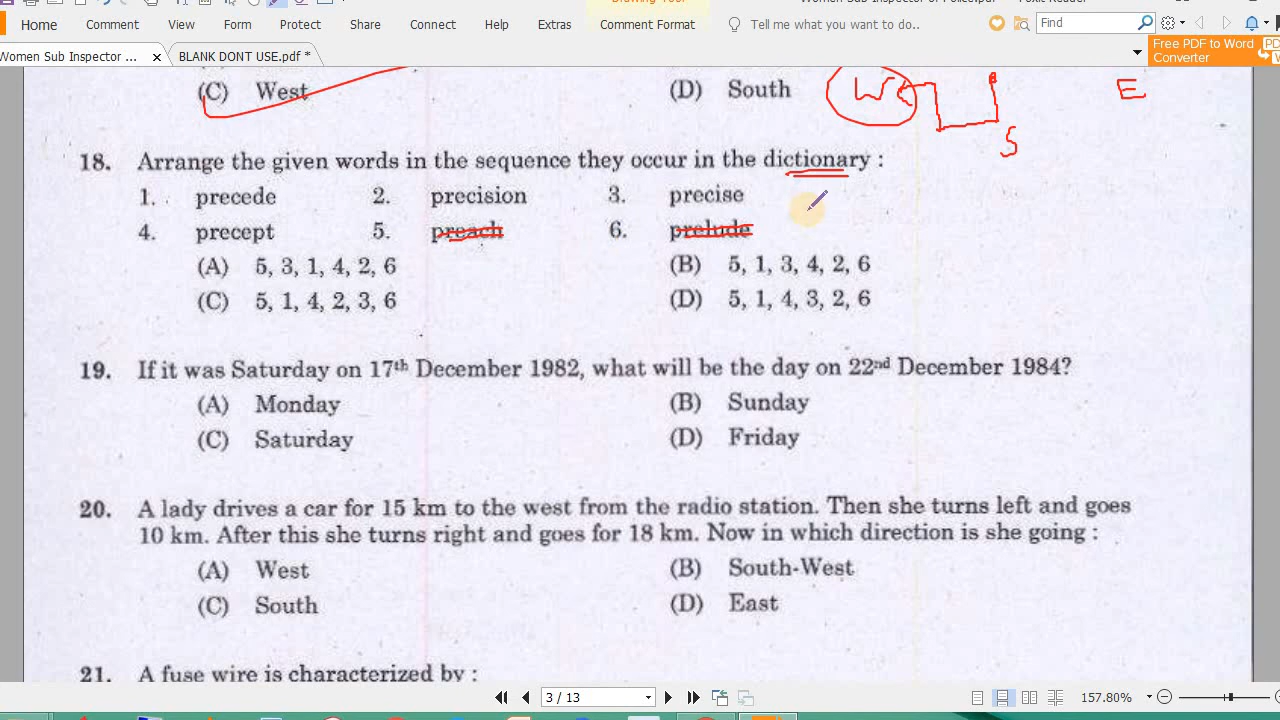 Home Comment View Form Protect Share Connect Help Extras Comment Format Tell me what you want to do.. Find
Women Sub Inspector ... × BLANK DONT USE.pdf * Free PDF to Word
Converter
(C) West (D) South W E
S
18. Arrange the given words in the sequence they occur in the dictionary :
1. precede 2. precision 3. precise
4. precept 5. preach 6. prelude
(A) 5, 3, 1, 4, 2, 6 (B) 5, 1, 3, 4, 2, 6
(C) 5, 1, 4, 2, 3, 6 (D) 5, 1, 4, 3, 2, 6
19. If it was Saturday on 17th December 1982, what will be the day on 22nd December 1984?
(A) Monday (B) Sunday
(C) Saturday (D) Friday
20. A lady drives a car for 15 km to the west from the radio station. Then she turns left and goes
10 km. After this she turns right and goes for 18 km. Now in which direction is she going :
(A) West (B) South-West
(C) South (D) East
21. A fuse wire is characterized by :
3 / 13 157.80%